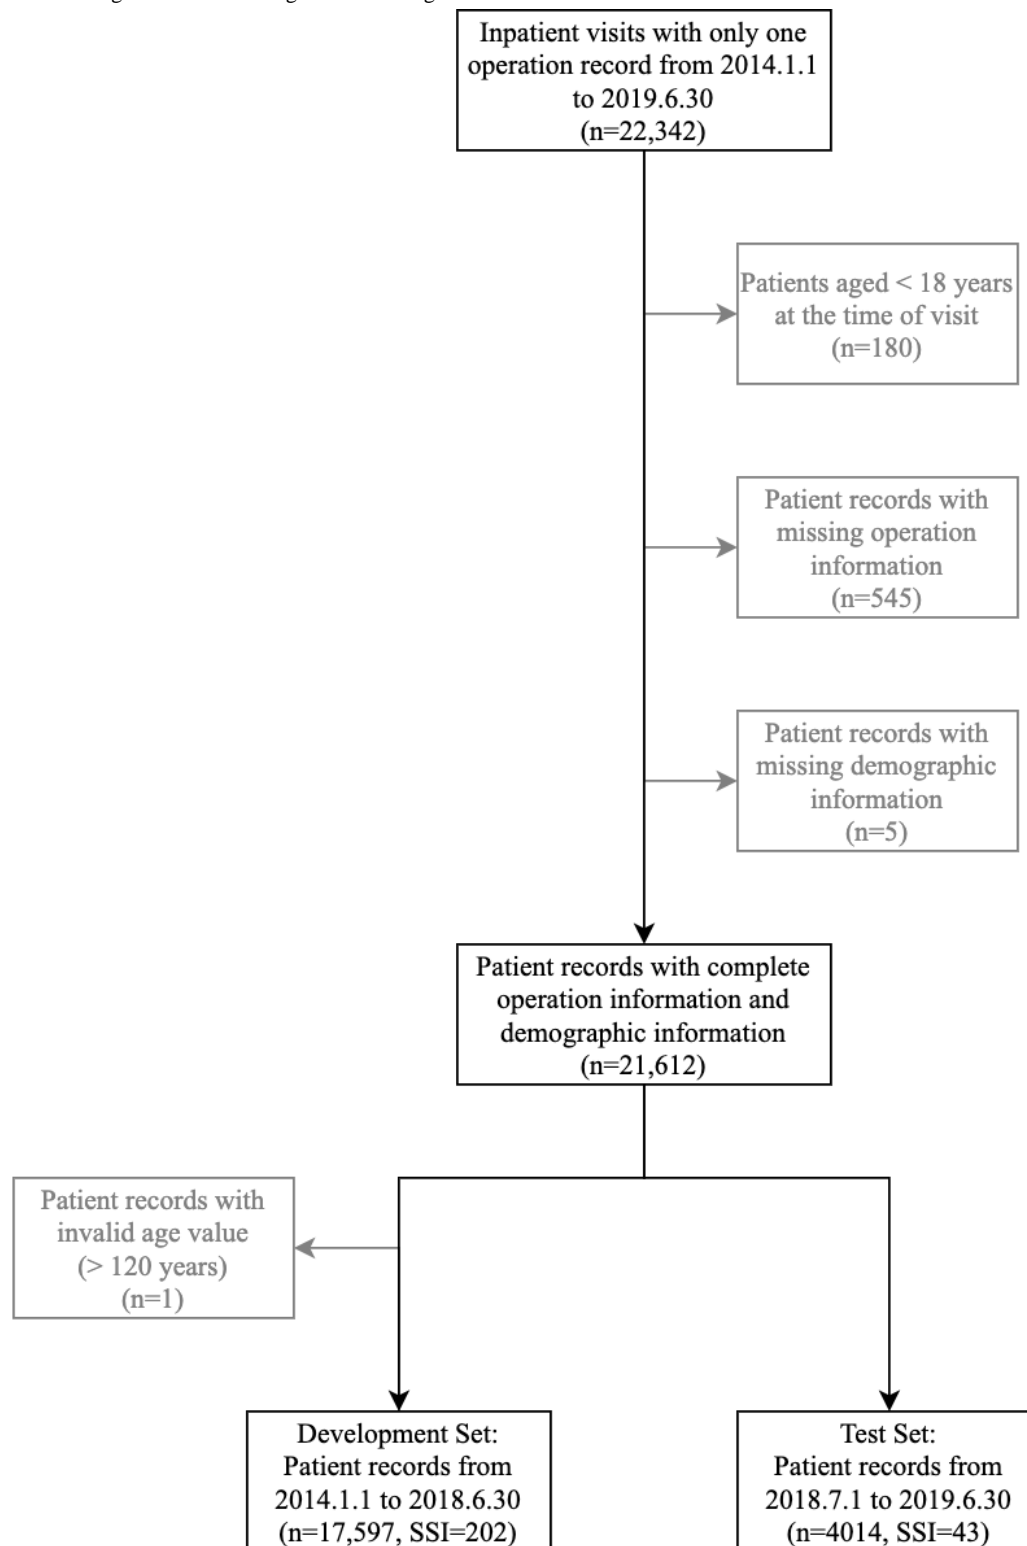 Inpatient visits with only one
operation record from 2014.1.1
to 2019.6.30
(n=22,342)
Patients aged < 18 years
at the time of visit
(n=180)
Patient records with
missing operation
information
(n=545)
Patient records with
missing demographic
information
(n=5)
Patient records with complete
operation information and
demographic information
(n=21,612)
Patient records with
invalid age value
(> 120 years)
(n=1)
Development Set:
Patient records from
2014.1.1 to 2018.6.30
(n=17,597, SSI=202)
Test Set:
Patient records from
2018.7.1 to 2019.6.30
(n=4014, SSI=43)